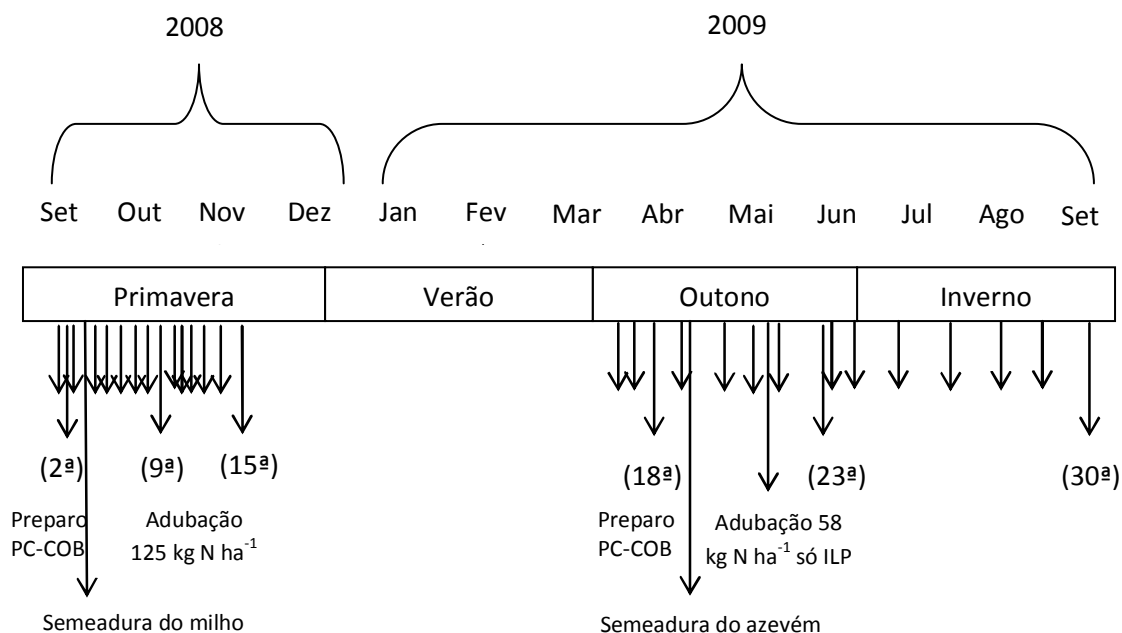 2008 2009
Set Out Nov Dez Jan Fev Mar Abr Mai Jun Jul Ago Set
Primavera Verão Outono Inverno
(2ª) (9ª) (15ª) (18ª) (23ª) (30ª)
Preparo Adubação Preparo Adubação 58
PC-COB 125 kg N ha⁻¹ PC-COB kg N ha⁻¹ só ILP
Semeadura do milho Semeadura do azevém